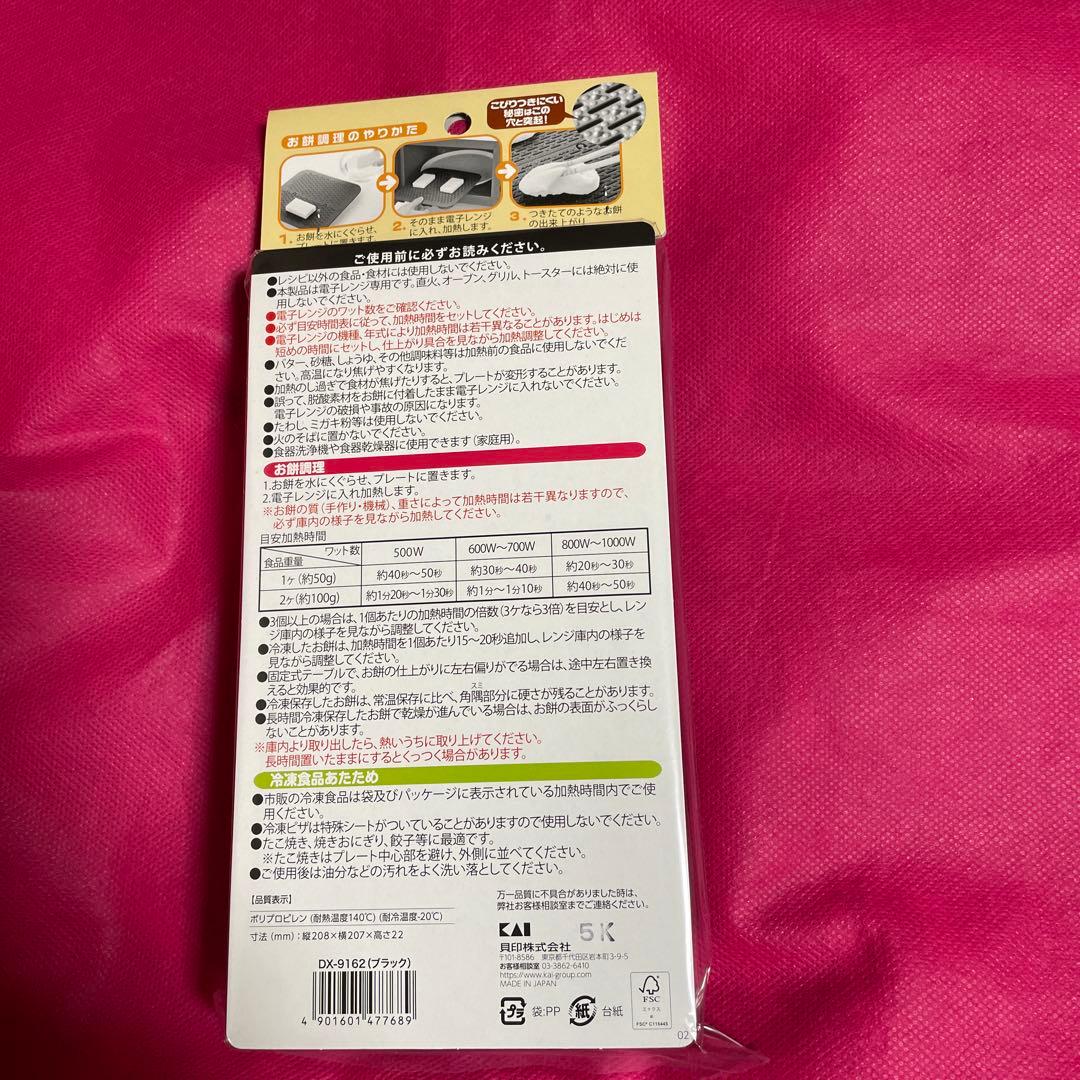 お餅調理のやりかた
こびりつきにくい
秘密はこの
穴と突起!
1. お餅を水にくぐらせ、
プレートに置きます。
2. そのまま電子レンジ
に入れ、加熱します。
3. つきたてのようなお餅
の出来上がり
ご使用前に必ずお読みください。
●レシピ以外の食品・食材には使用しないでください。
●本製品は電子レンジ専用です。直火、オーブン、グリル、トースターには絶対に使
用しないでください。
●電子レンジのワット数をご確認ください。
●必ず目安時間表に従って、加熱時間をセットしてください。
●電子レンジの機種、年式により加熱時間は若干異なることがあります。はじめは
短めの時間にセットし、仕上がり具合を見ながら加熱調整してください。
●バター、砂糖、しょうゆ、その他調味料等は加熱前の食品に使用しないでくだ
さい。高温になり焦げやすくなります。
●加熱のし過ぎで食材が焦げたりすると、プレートが変形することがあります。
●誤って、脱酸素材をお餅に付着したまま電子レンジに入れないでください。
電子レンジの破損や事故の原因になります。
●たわし、ミガキ粉等は使用しないでください。
●火のそばに置かないでください。
●食器洗浄機や食器乾燥器に使用できます(家庭用)。
お餅調理
1.お餅を水にくぐらせ、プレートに置きます。
2.電子レンジに入れ加熱します。
※お餅の質(手作り・機械)、重さによって加熱時間は若干異なりますので、
必ず庫内の様子を見ながら加熱してください。
目安加熱時間
ワット数 500W 600W〜700W 800W〜1000W
食品重量
1ヶ(約50g) 約40秒〜50秒 約30秒〜40秒 約20秒〜30秒
2ヶ(約100g) 約1分20秒〜1分30秒 約1分〜1分10秒 約40秒〜50秒
●3個以上の場合は、1個あたりの加熱時間の倍数(3ケなら3倍)を目安とし、レン
ジ庫内の様子を見ながら調整してください。
●冷凍したお餅は、加熱時間を1個あたり15〜20秒追加し、レンジ庫内の様子を
見ながら調整してください。
●固定式テーブルで、お餅の仕上がりに左右偏りがでる場合は、途中左右置き換
えると効果的です。
スミ
●冷凍保存したお餅は、常温保存に比べ、角隅部分に硬さが残ることがあります。
●長時間冷凍保存したお餅で乾燥が進んでいる場合は、お餅の表面がふっくらし
ないことがあります。
※庫内より取り出したら、熱いうちに取り上げてください。
長時間置いたままにするとくっつく場合があります。
冷凍食品あたため
●市販の冷凍食品は袋及びパッケージに表示されている加熱時間内でご使
用ください。
●冷凍ピザは特殊シートがついていることがありますので使用しないでください。
●たこ焼き、焼きおにぎり、餃子等に最適です。
※たこ焼きはプレート中心部を避け、外側に並べてください。
●ご使用後は油分などの汚れをよく洗い落としてください。
【品質表示】
ポリプロピレン (耐熱温度140℃) (耐冷温度-20℃)
寸法 (mm) : 縦208×横207×高さ22
万一品質に不具合がありました時は、
弊社お客様相談室までご連絡ください。
KAI 5K
貝印株式会社
〒101-8586 東京都千代田区岩本町3-9-5
お客様相談室 03-3862-6410
https://www.kai-group.com
MADE IN JAPAN
DX-9162(ブラック)
4 901601 477689
プラ 袋:PP 紙 台紙
FSC
ミックス
紙
FSC® C118445
02